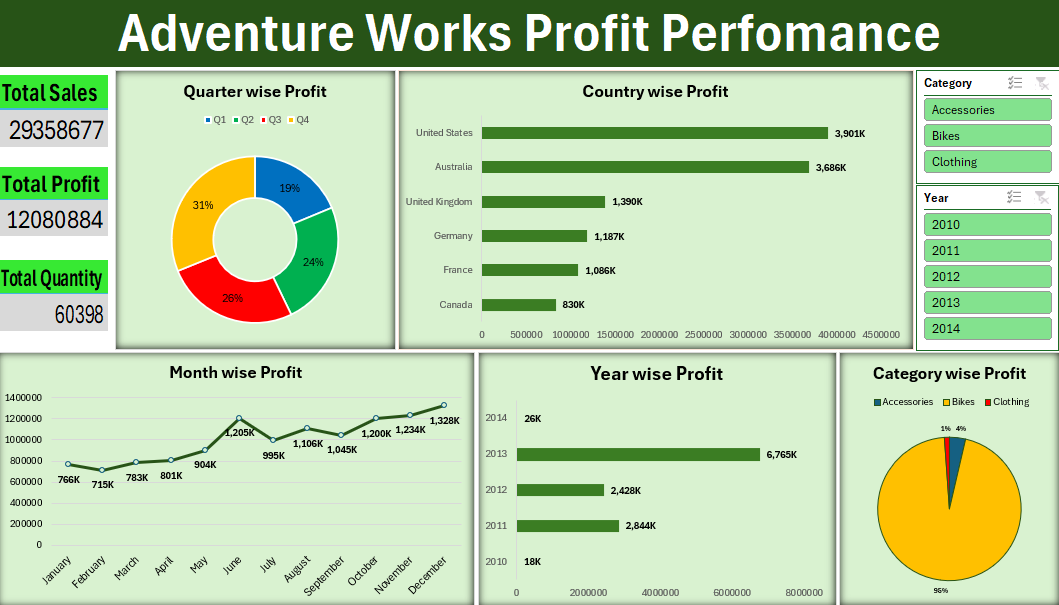 Adventure Works Profit Perfomance
Total Sales
29358677
Total Profit
12080884
Total Quantity
60398
Quarter wise Profit
Q1 Q2 Q3 Q4
19%
31%
24%
26%
Country wise Profit
United States 3,901K
Australia 3,686K
United Kingdom 1,390K
Germany 1,187K
France 1,086K
Canada 830K
0 500000 1000000 1500000 2000000 2500000 3000000 3500000 4000000 4500000
Category
Accessories
Bikes
Clothing
Year
2010
2011
2012
2013
2014
Month wise Profit
1400000
1200000
1000000
800000
600000
400000
200000
0
766K 715K 783K 801K 904K 1,205K 995K 1,106K 1,045K 1,200K 1,234K 1,328K
January February March April May June July August September October November December
Year wise Profit
2014 26K
2013 6,765K
2012 2,428K
2011 2,844K
2010 18K
0 2000000 4000000 6000000 8000000
Category wise Profit
Accessories Bikes Clothing
1% 4%
96%